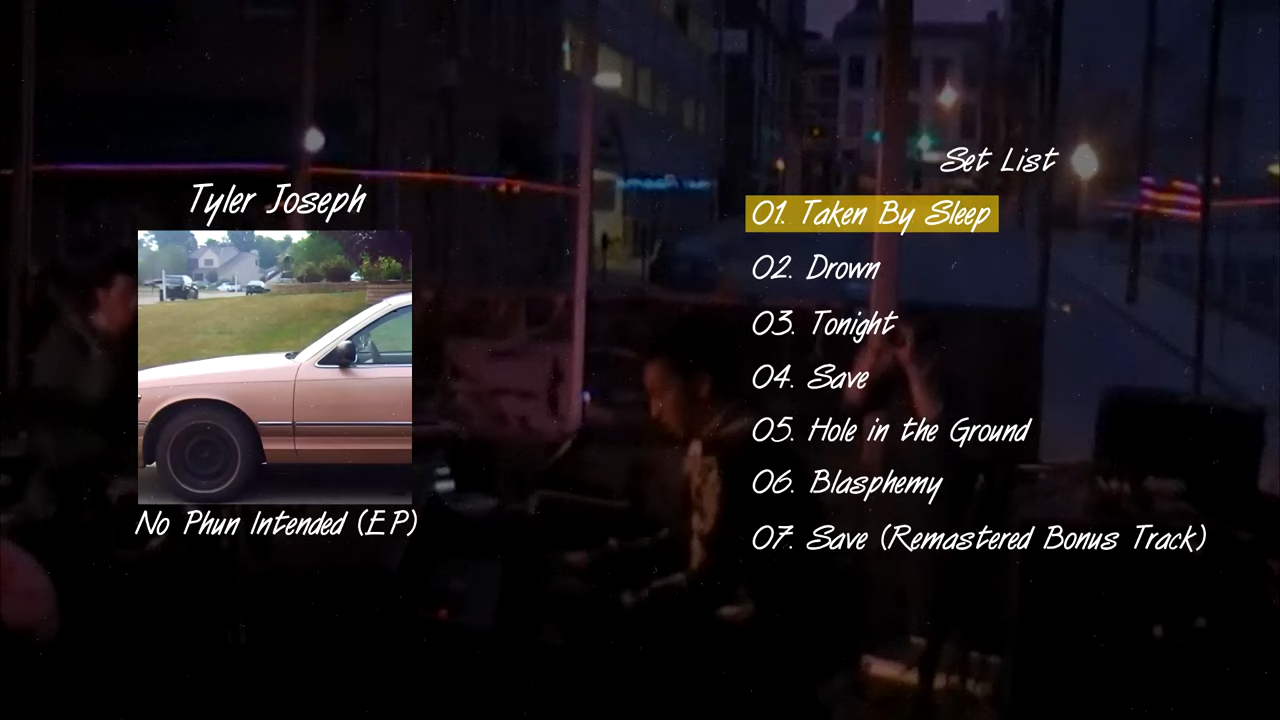 Tyler Joseph
No Phun Intended (EP)
Set List
01. Taken By Sleep
02. Drown
03. Tonight
04. Save
05. Hole in the Ground
06. Blasphemy
07. Save (Remastered Bonus Track)